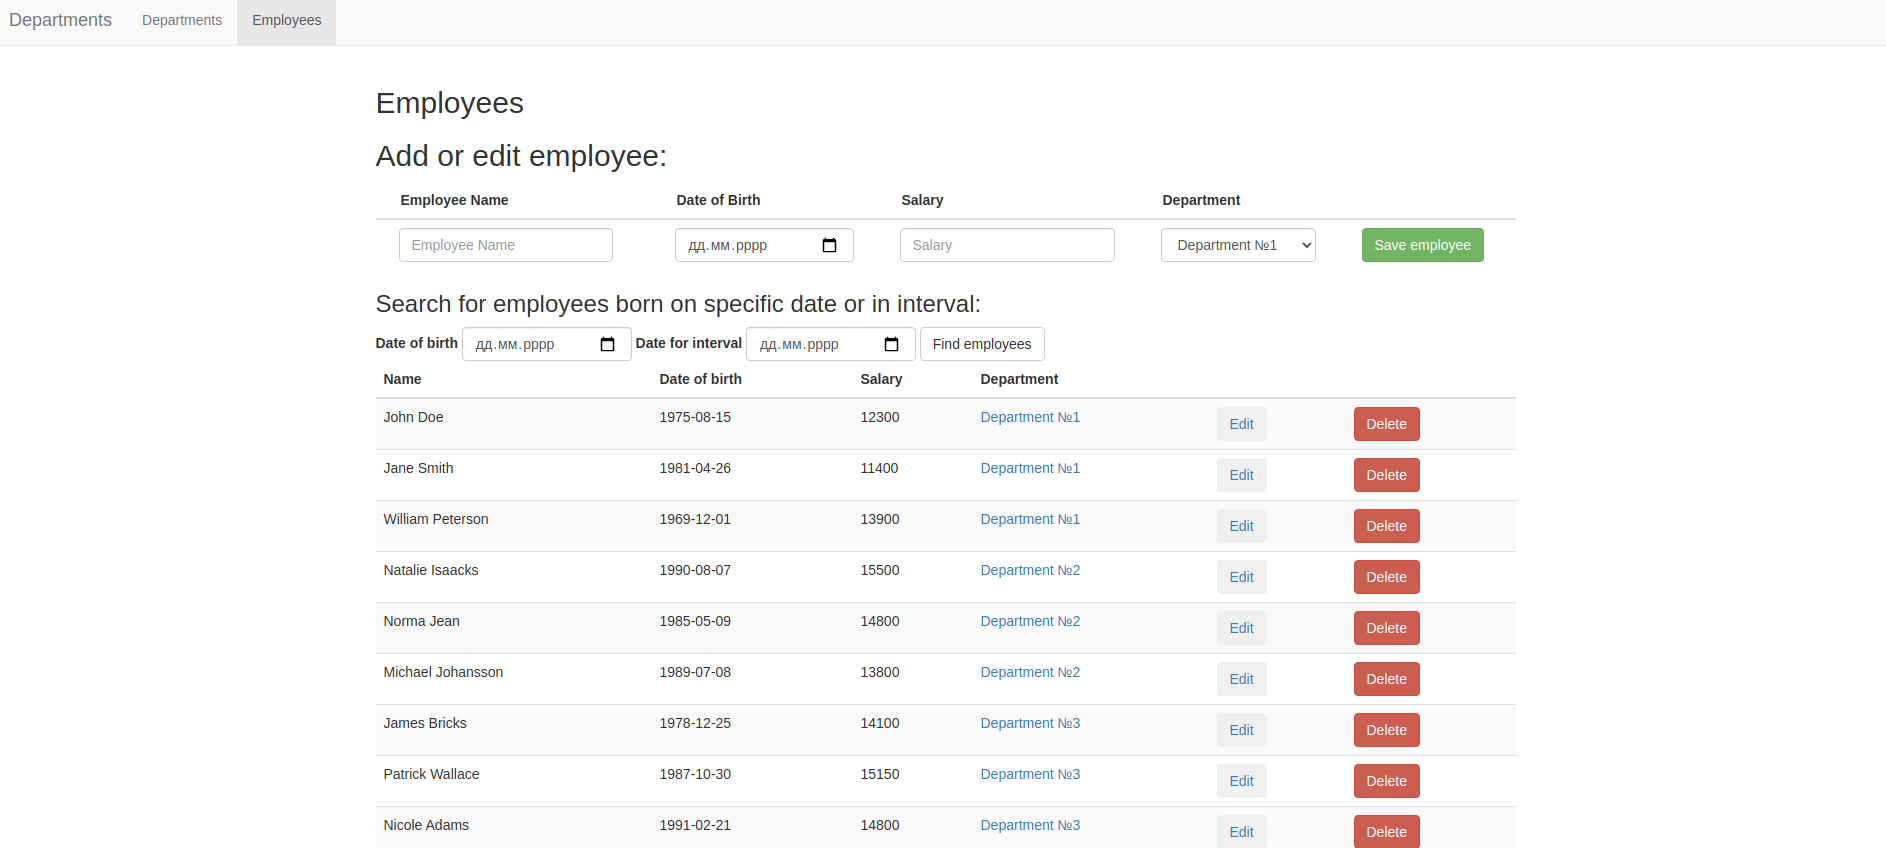 Departments Departments Employees
Employees
Add or edit employee:
Employee Name Date of Birth Salary Department
Employee Name дд.мм.рррр Salary Department №1 Save employee
Search for employees born on specific date or in interval:
Date of birth дд.мм.рррр Date for interval дд.мм.рррр Find employees
Name Date of birth Salary Department
John Doe 1975-08-15 12300 Department №1 Edit Delete
Jane Smith 1981-04-26 11400 Department №1 Edit Delete
William Peterson 1969-12-01 13900 Department №1 Edit Delete
Natalie Isaacks 1990-08-07 15500 Department №2 Edit Delete
Norma Jean 1985-05-09 14800 Department №2 Edit Delete
Michael Johansson 1989-07-08 13800 Department №2 Edit Delete
James Bricks 1978-12-25 14100 Department №3 Edit Delete
Patrick Wallace 1987-10-30 15150 Department №3 Edit Delete
Nicole Adams 1991-02-21 14800 Department №3 Edit Delete